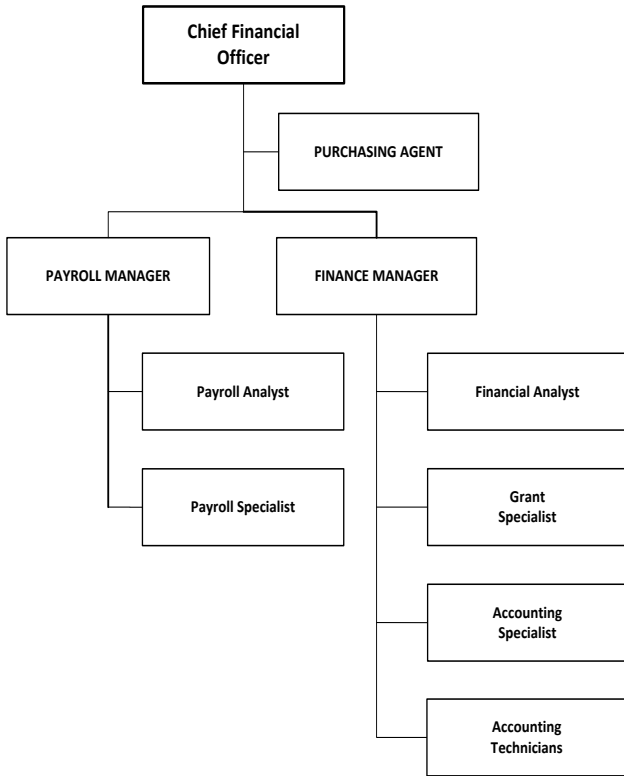 Chief Financial
Officer
PURCHASING AGENT
PAYROLL MANAGER
FINANCE MANAGER
Payroll Analyst
Financial Analyst
Payroll Specialist
Grant
Specialist
Accounting
Specialist
Accounting
Technicians